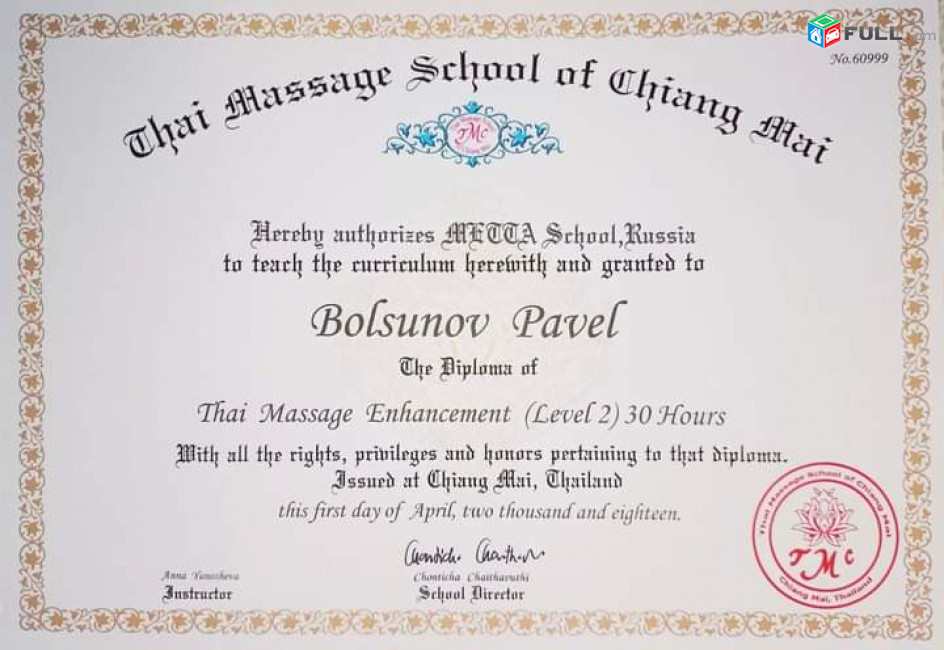 FULL.am
No.60999
Thai Massage School of Chiang Mai
TMC
Hereby authorizes METTA School,Russia
to teach the curriculum herewith and granted to
Bolsunov Pavel
The Diploma of
Thai Massage Enhancement (Level 2) 30 Hours
With all the rights, privileges and honors pertaining to that diploma.
Issued at Chiang Mai, Thailand
this first day of April, two thousand and eighteen.
Anna
Instructor
Chonticha Chaithavuthi
School Director
Thai Massage School of Chiang Mai
TMC
Chiang Mai, Thailand